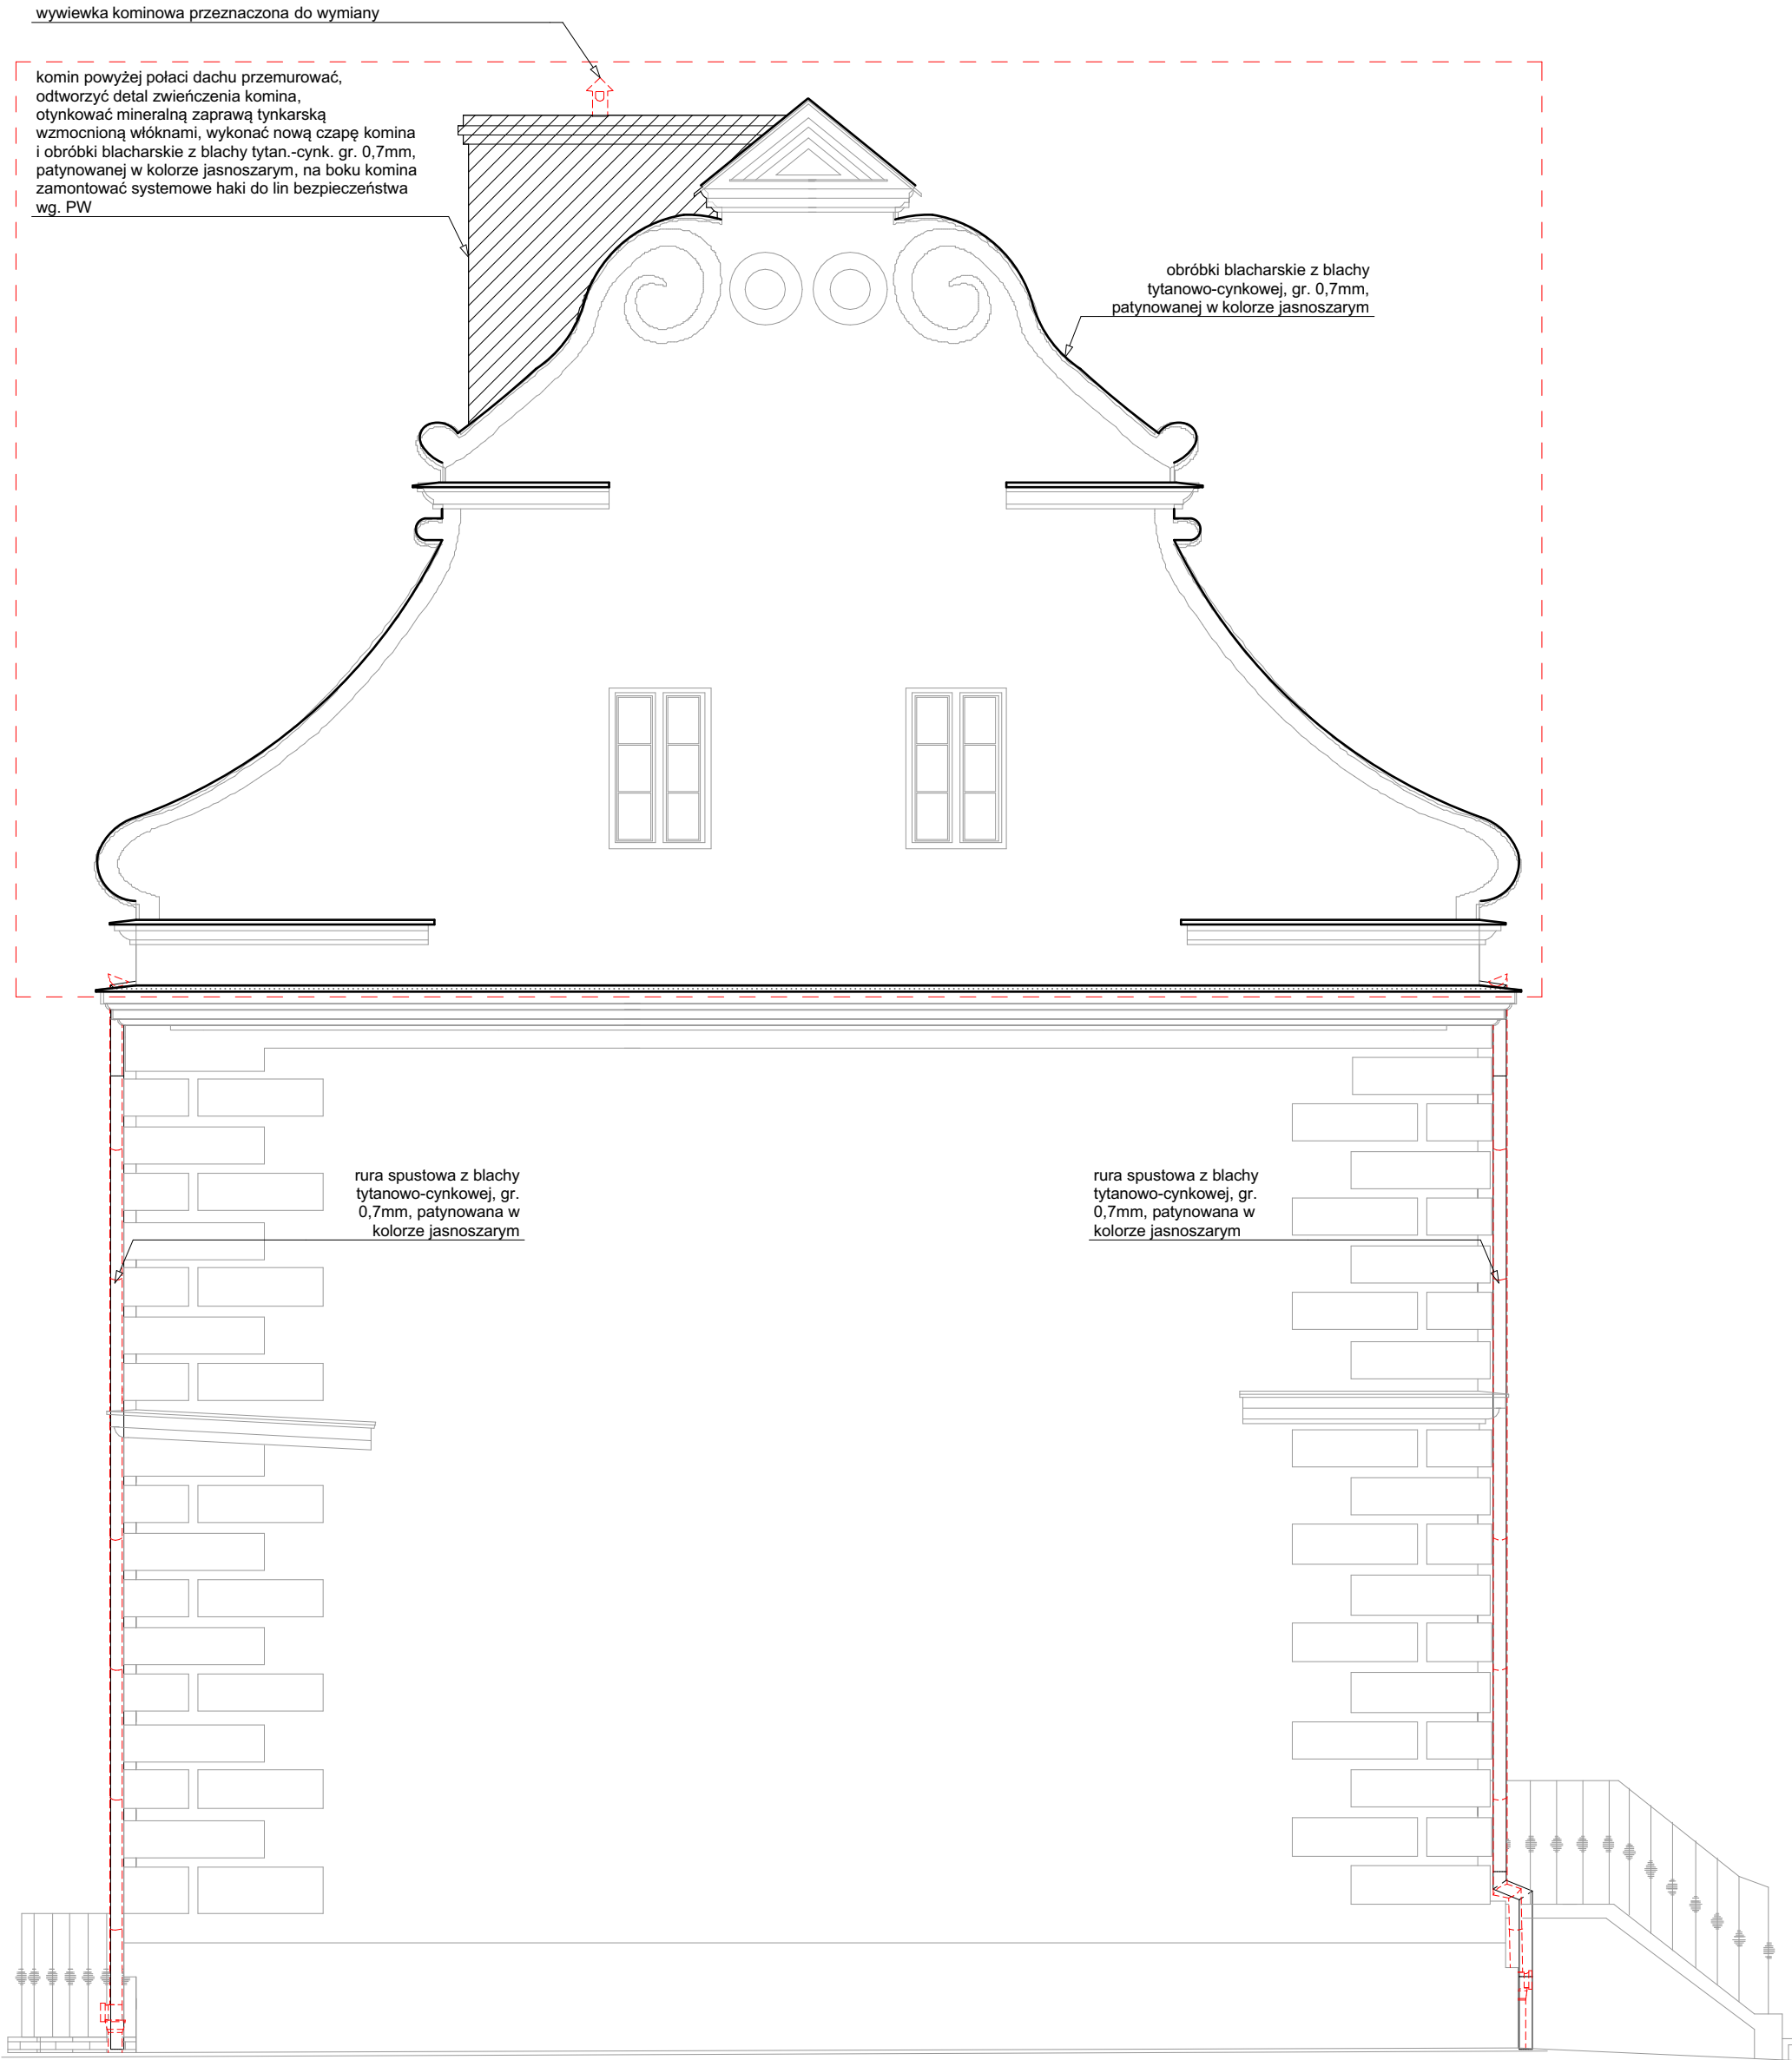 wywiewka kominowa przeznaczona do wymiany
komin powyżej połaci dachu przemurować,
odtworzyć detal zwieńczenia komina,
otynkować mineralną zaprawą tynkarską
wzmocnioną włóknami, wykonać nową czapę komina
i obróbki blacharskie z blachy tytan.-cynk. gr. 0,7mm,
patynowanej w kolorze jasnoszarym, na boku komina
zamontować systemowe haki do lin bezpieczeństwa
wg. PW
obróbki blacharskie z blachy
tytanowo-cynkowej, gr. 0,7mm,
patynowanej w kolorze jasnoszarym
rura spustowa z blachy
tytanowo-cynkowej, gr.
0,7mm, patynowana w
kolorze jasnoszarym
rura spustowa z blachy
tytanowo-cynkowej, gr.
0,7mm, patynowana w
kolorze jasnoszarym